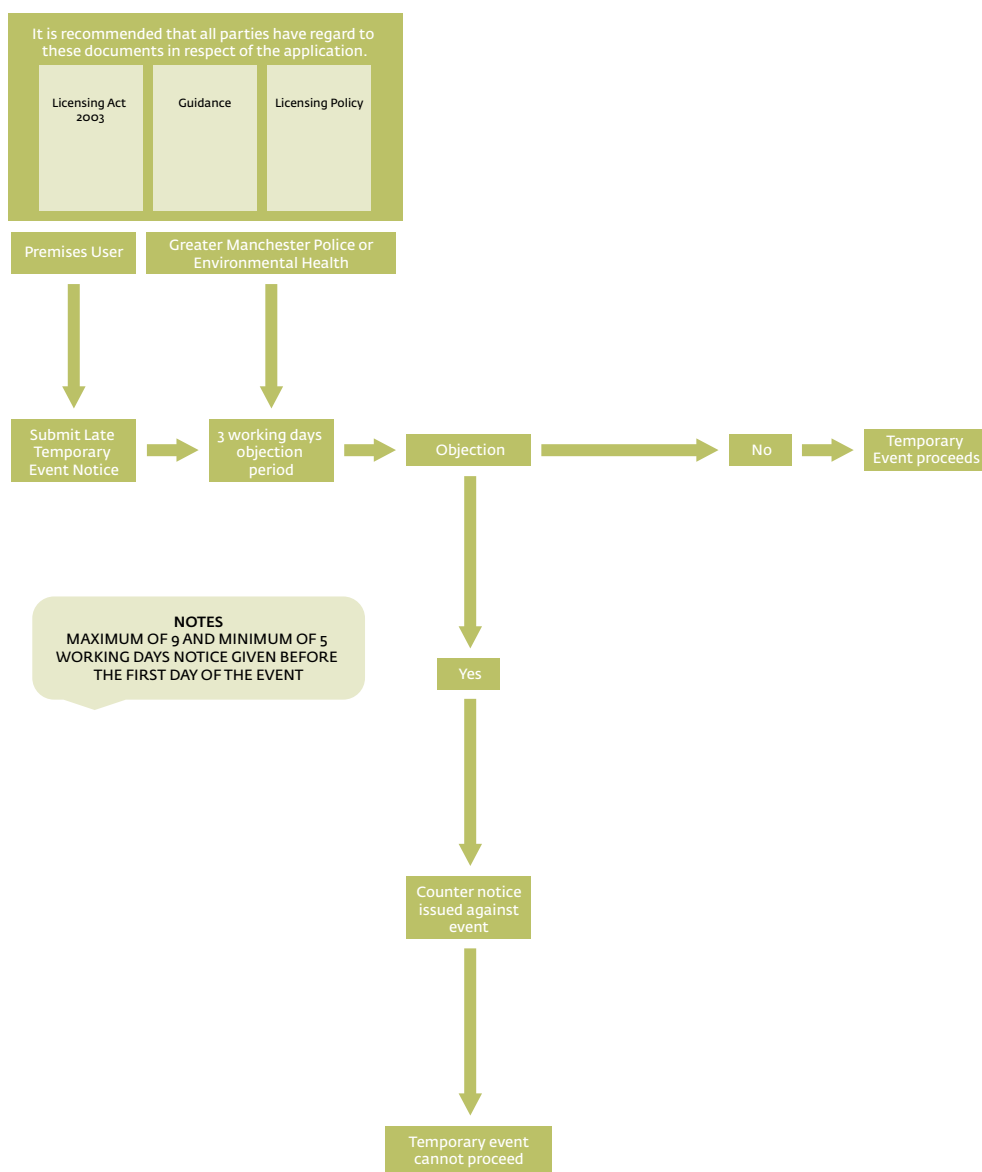 It is recommended that all parties have regard to
these documents in respect of the application.
Licensing Act
2003
Guidance
Licensing Policy
Premises User
Greater Manchester Police or
Environmental Health
Submit Late
Temporary
Event Notice
3 working days
objection
period
Objection
No
Temporary
Event proceeds
NOTES
MAXIMUM OF 9 AND MINIMUM OF 5
WORKING DAYS NOTICE GIVEN BEFORE
THE FIRST DAY OF THE EVENT
Yes
Counter notice
issued against
event
Temporary event
cannot proceed